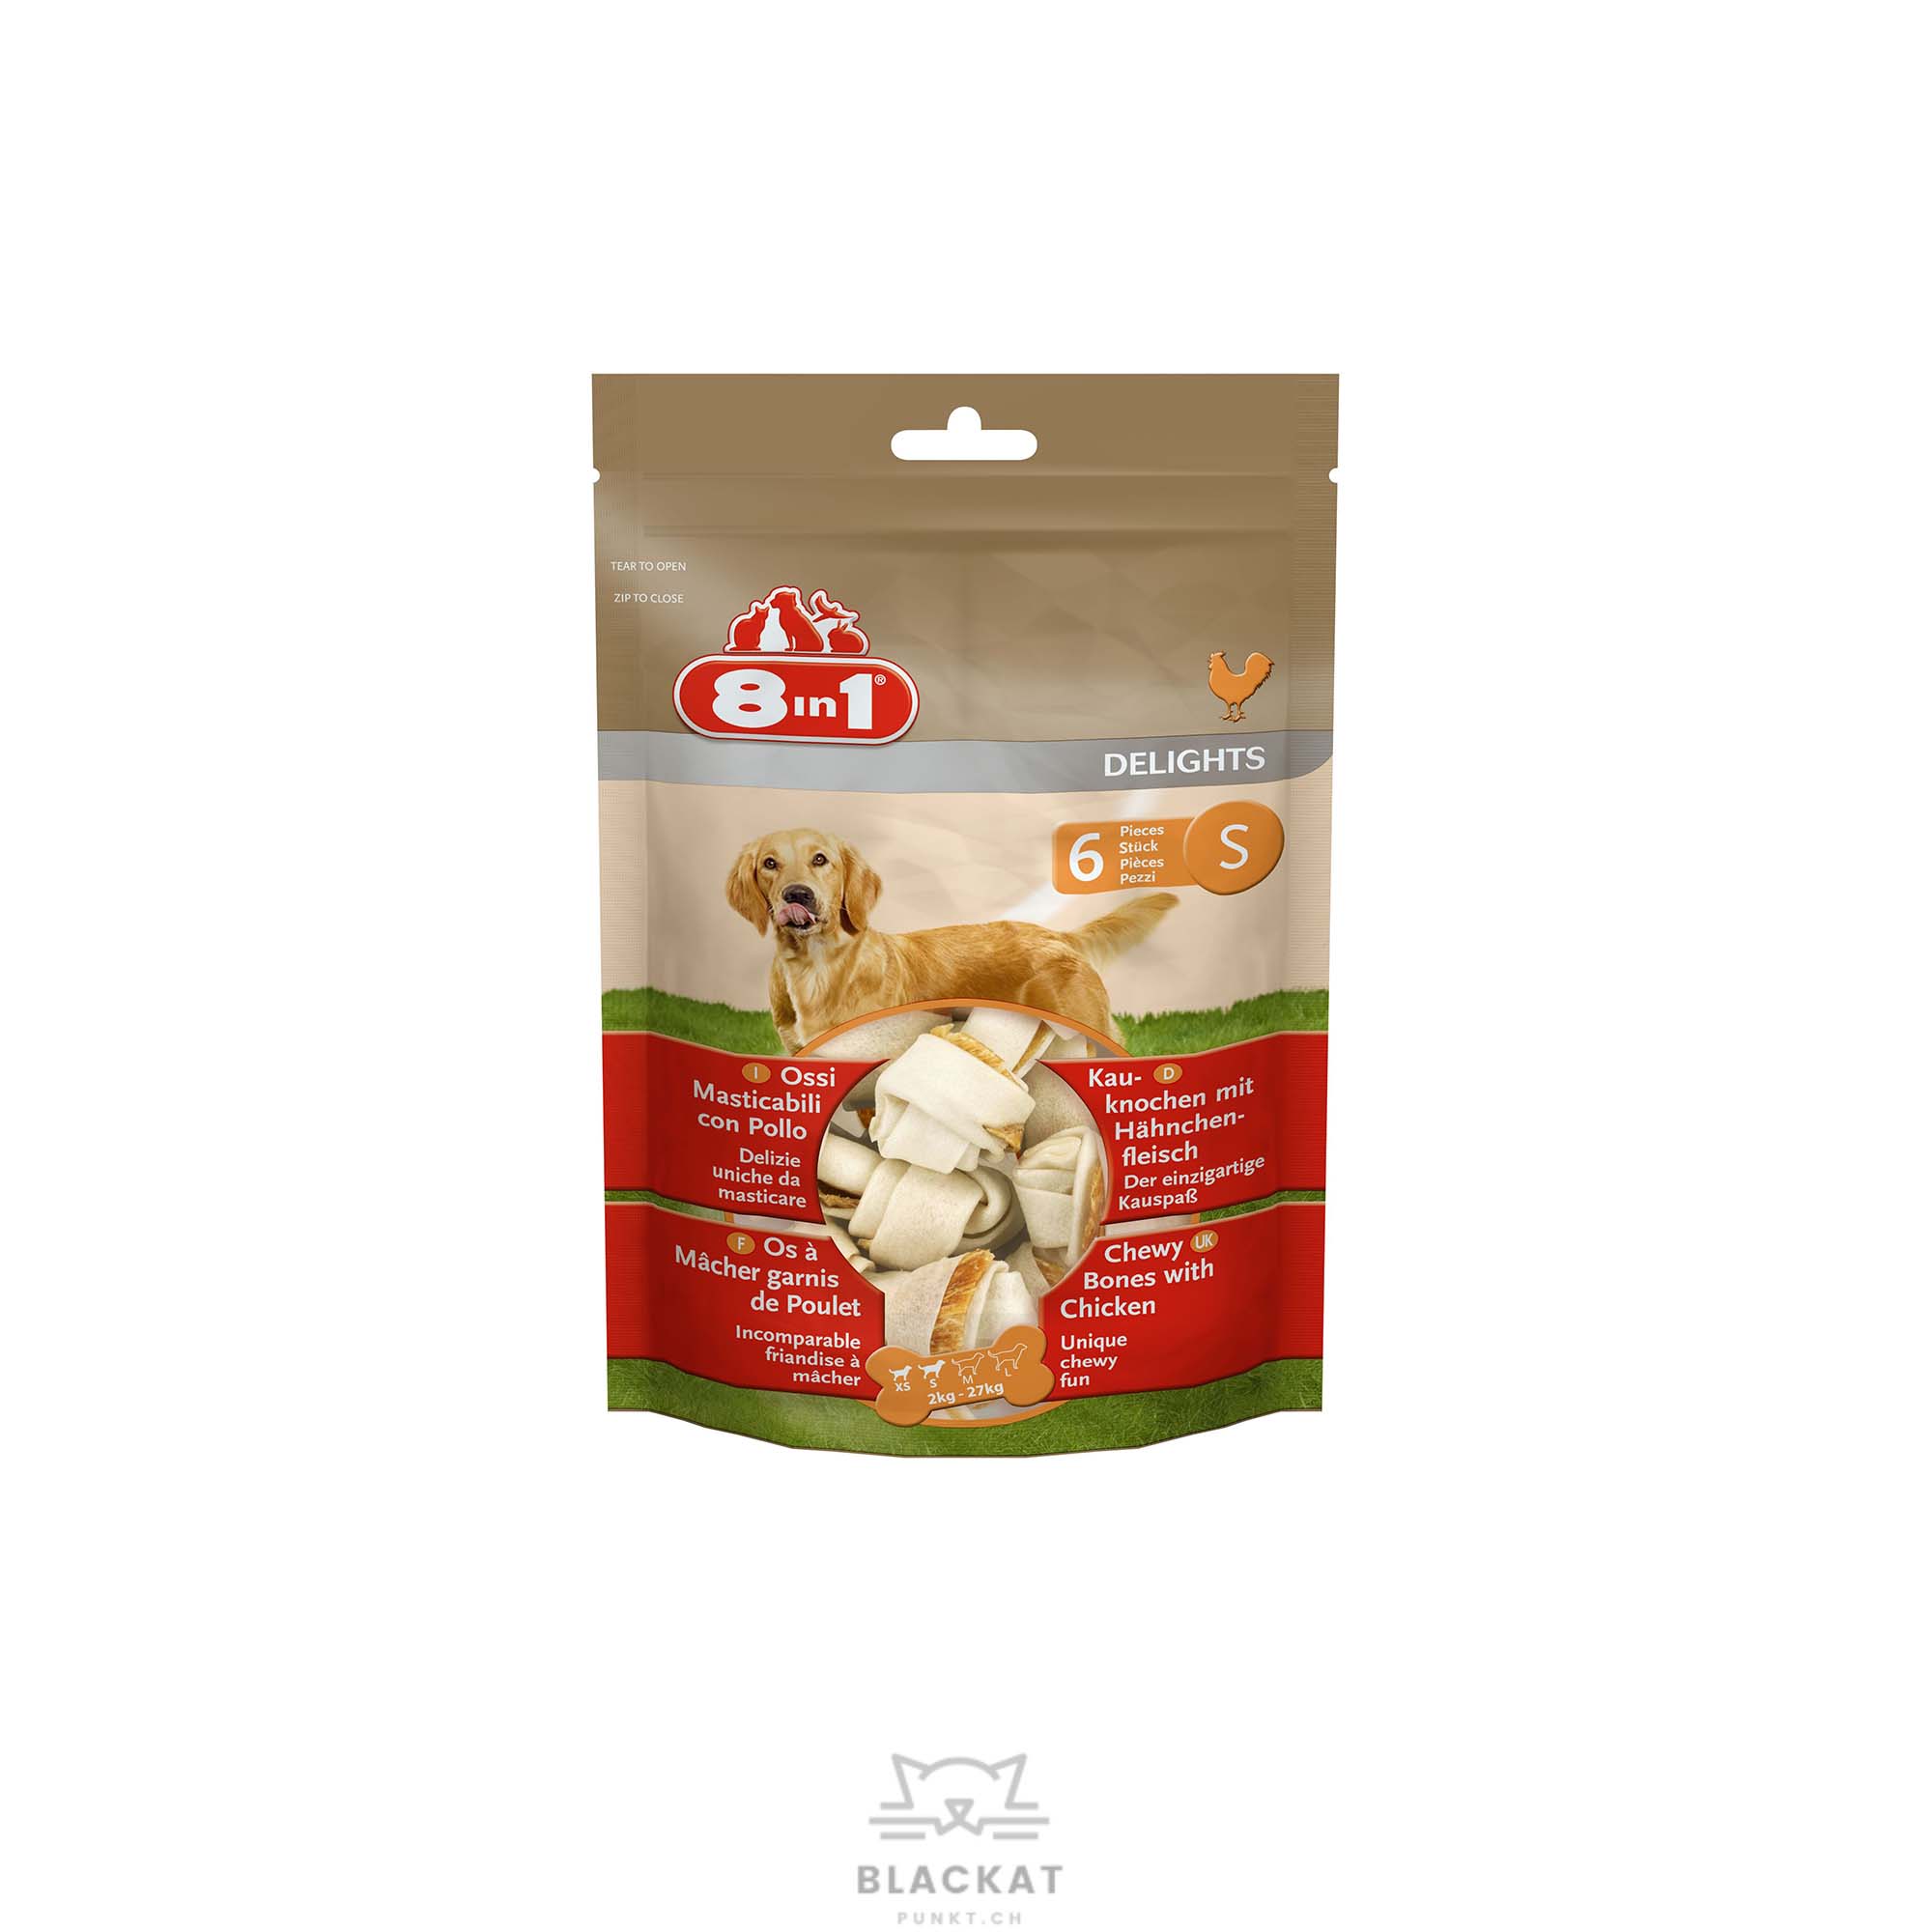 TEAR TO OPEN
ZIP TO CLOSE
8in1®
DELIGHTS
6
Pieces
Stück
Pièces
Pezzi
S
I Ossi
Masticabili
con Pollo
Delizie
uniche da
masticare
Kau- D
knochen mit
Hähnchen-
fleisch
Der einzigartige
Kauspaß
F Os à
Mâcher garnis
de Poulet
Incomparable
friandise à
mâcher
Chewy UK
Bones with
Chicken
Unique
chewy
fun
XS S M L
2kg - 27kg
BLACKAT
PUNKT.CH